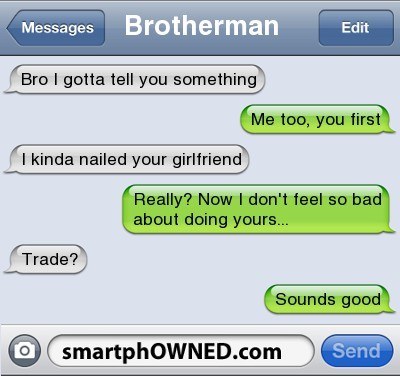 Messages
Brotherman
Edit
Bro I gotta tell you something
Me too, you first
I kinda nailed your girlfriend
Really? Now I don't feel so bad
about doing yours...
Trade?
Sounds good
smartphOWNED.com
Send